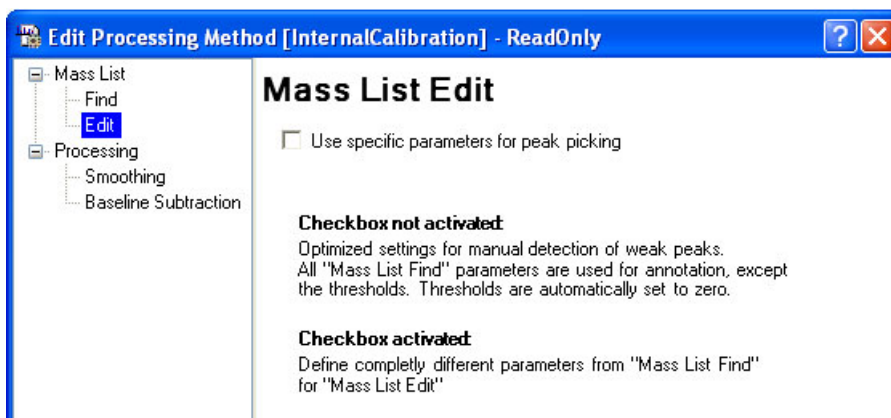 Edit Processing Method [InternalCalibration] - ReadOnly
Mass List
Find
Edit
Processing
Smoothing
Baseline Subtraction
Mass List Edit
Use specific parameters for peak picking
Checkbox not activated:
Optimized settings for manual detection of weak peaks.
All "Mass List Find" parameters are used for annotation, except
the thresholds. Thresholds are automatically set to zero.
Checkbox activated:
Define completly different parameters from "Mass List Find"
for "Mass List Edit"